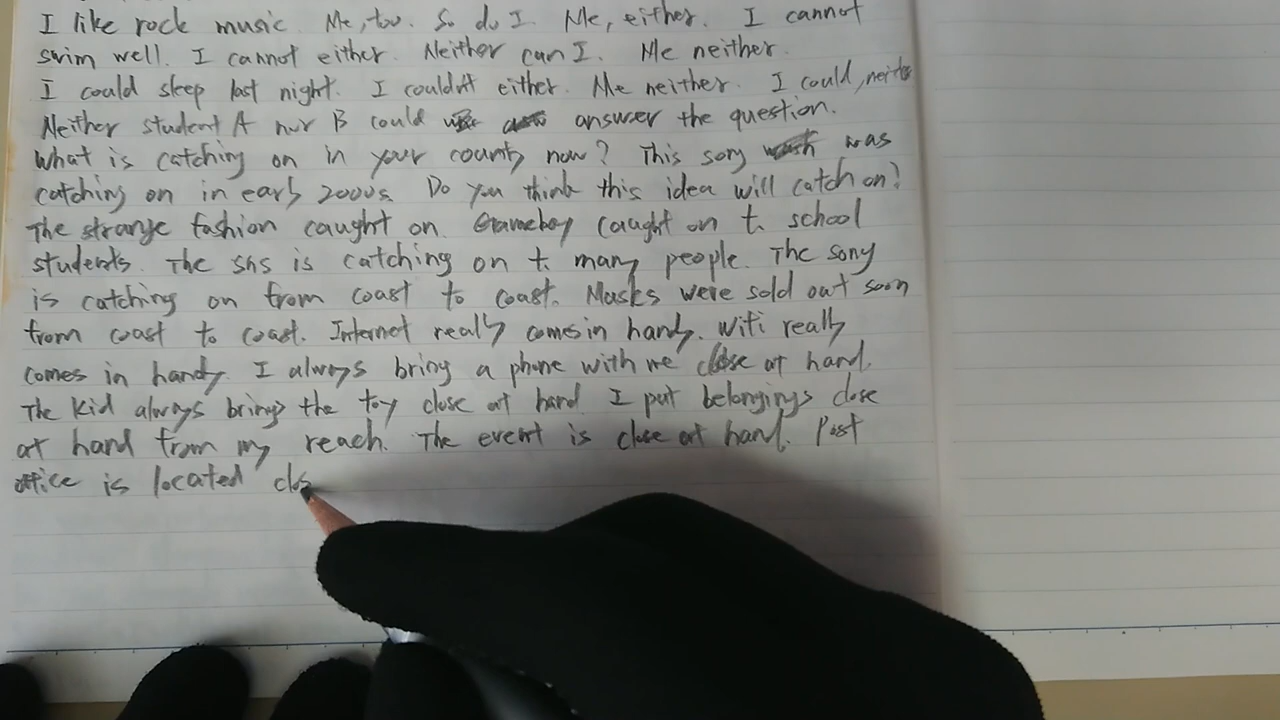 I like rock music. Me, too. So do I. Me, either. I cannot
swim well. I cannot either. Neither can I. Me neither.
I could sleep last night. I couldn't either. Me neither. I could, neither
Neither student A nor B could answer the question.
What is catching on in your country now? This song was
catching on in early 2000s. Do you think this idea will catch on?
The strange fashion caught on. Gameboy caught on to school
students. The SNS is catching on to many people. The song
is catching on from coast to coast. Masks were sold out soon
from coast to coast. Internet really comes in handy. Wifi really
comes in handy. I always bring a phone with me close at hand.
The kid always brings the toy close at hand. I put belongings close
at hand from my reach. The event is close at hand. Post
office is located clos